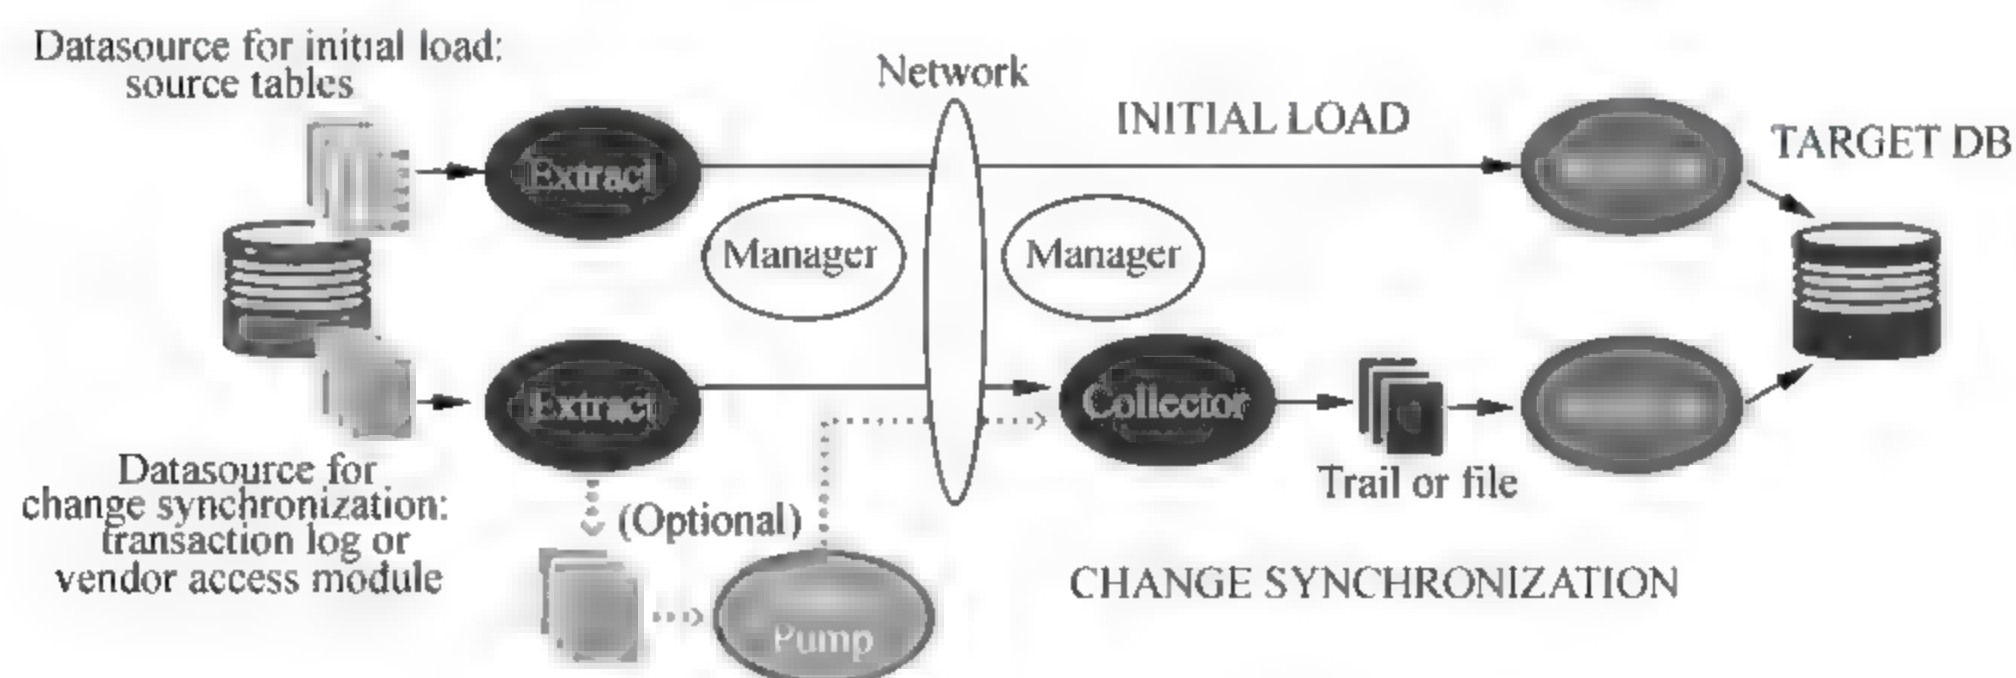 Datasource for initial load:
source tables
Network
INITIAL LOAD
TARGET DB
Extract
Manager
Manager
Extract
Collector
Trail or file
Datasource for
change synchronization:
transaction log or
vendor access module
(Optional)
Pump
CHANGE SYNCHRONIZATION